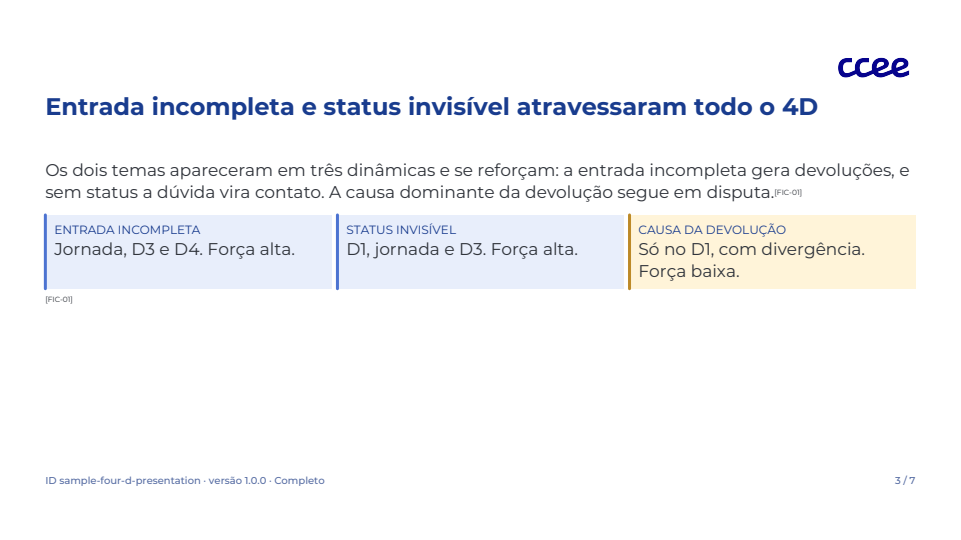 ccee
Entrada incompleta e status invisível atravessaram todo o 4D
Os dois temas apareceram em três dinâmicas e se reforçam: a entrada incompleta gera devoluções, e
sem status a dúvida vira contato. A causa dominante da devolução segue em disputa.[FIC-01]
ENTRADA INCOMPLETA
Jornada, D3 e D4. Força alta.
STATUS INVISÍVEL
D1, jornada e D3. Força alta.
CAUSA DA DEVOLUÇÃO
Só no D1, com divergência.
Força baixa.
[FIC-01]
ID sample-four-d-presentation · versão 1.0.0 · Completo
3 / 7